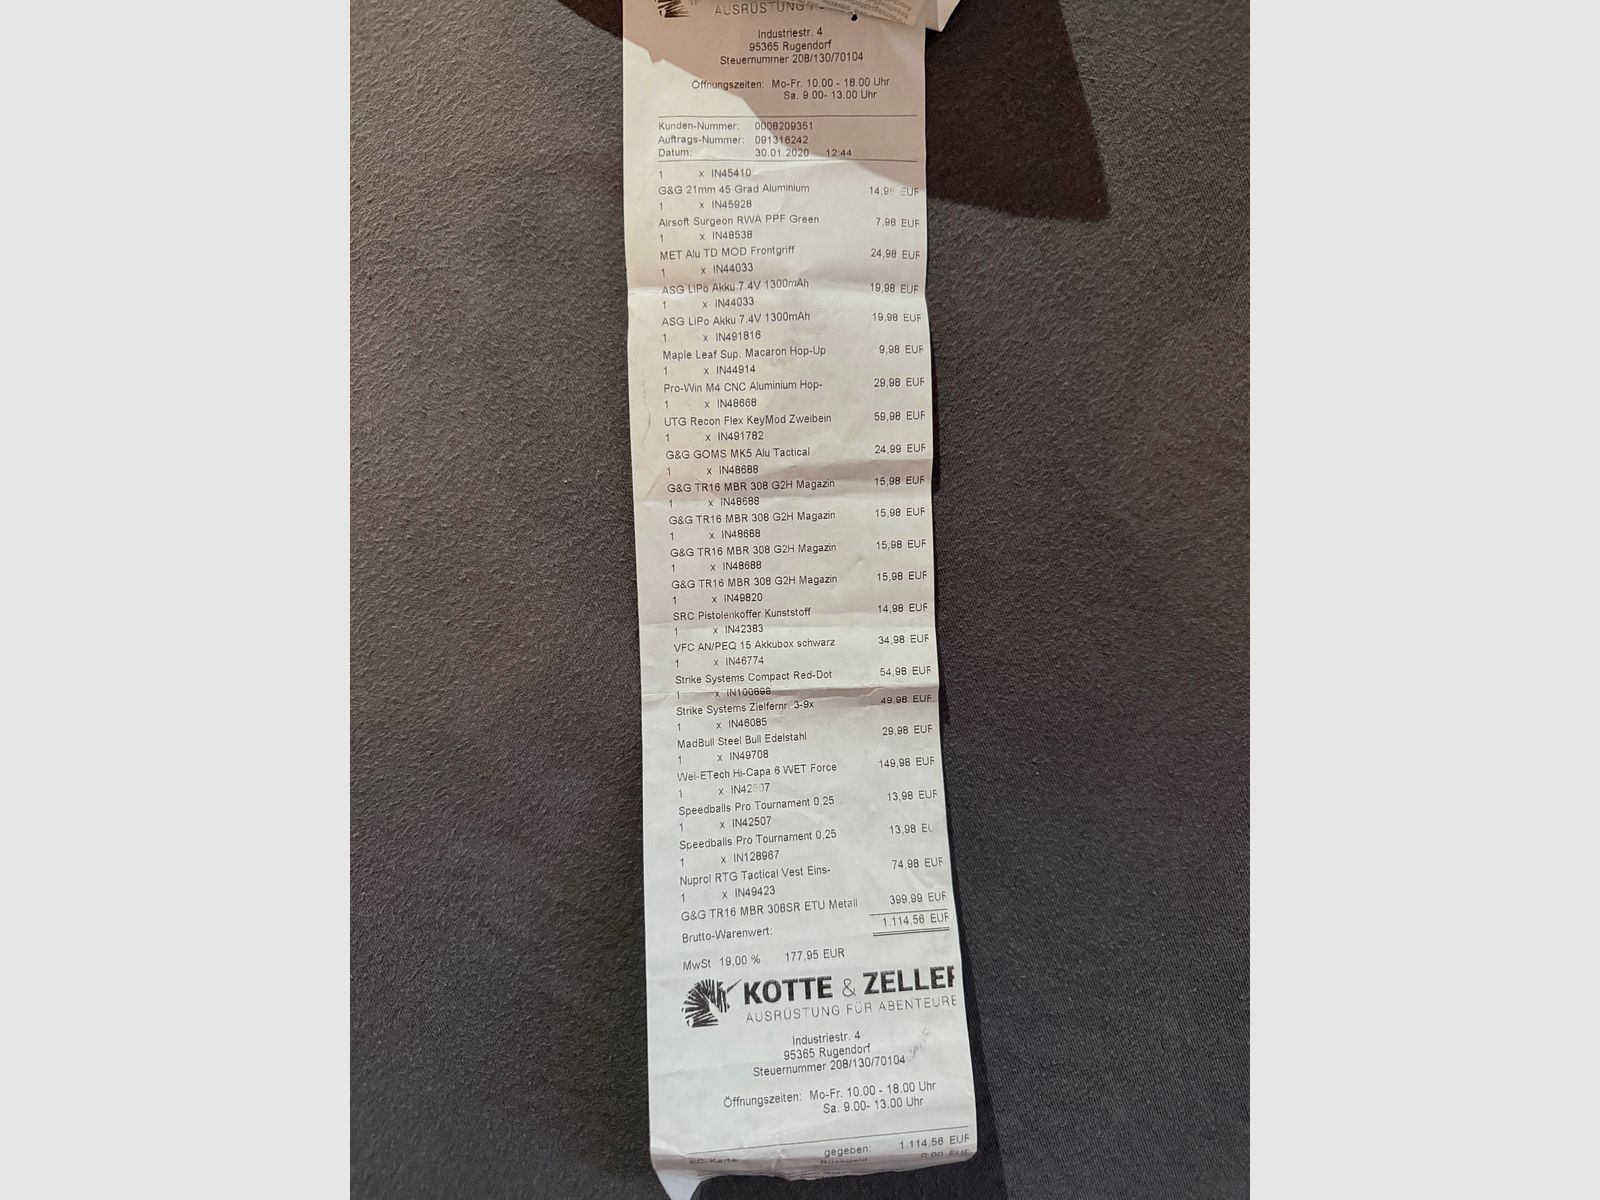 AUSRÜSTUNG
Industriestr. 4
95365 Rugendorf
Steuernummer 208/130/70104
Öffnungszeiten: Mo-Fr. 10.00 - 18.00 Uhr
Sa. 9.00- 13.00 Uhr
Kunden-Nummer: 0008209351
Auftrags-Nummer: 091316242
Datum: 30.01.2020 12:44
1 x IN45410
G&G 21mm 45 Grad Aluminium 14,98 EUR
1 x IN45928
Airsoft Surgeon RWA PPF Green 7,98 EUR
1 x IN48538
MET Alu TD MOD Frontgriff 24,98 EUR
1 x IN44033
ASG LiPo Akku 7.4V 1300mAh 19,98 EUR
1 x IN44033
ASG LiPo Akku 7.4V 1300mAh 19,98 EUR
1 x IN491816
Maple Leaf Sup. Macaron Hop-Up 9,98 EUR
1 x IN44914
Pro-Win M4 CNC Aluminium Hop- 29,98 EUR
1 x IN48668
UTG Recon Flex KeyMod Zweibein 59,98 EUR
1 x IN491782
G&G GOMS MK5 Alu Tactical 24,99 EUR
1 x IN48688
G&G TR16 MBR 308 G2H Magazin 15,98 EUR
1 x IN48688
G&G TR16 MBR 308 G2H Magazin 15,98 EUR
1 x IN48688
G&G TR16 MBR 308 G2H Magazin 15,98 EUR
1 x IN48688
G&G TR16 MBR 308 G2H Magazin 15,98 EUR
1 x IN49820
SRC Pistolenkoffer Kunststoff 14,98 EUR
1 x IN42383
VFC AN/PEQ 15 Akkubox schwarz 34,98 EUR
1 x IN46774
Strike Systems Compact Red-Dot 54,98 EUR
1 x IN100698
Strike Systems Zielfernr. 3-9x 49,98 EUR
1 x IN46085
MadBull Steel Bull Edelstahl 29,98 EUR
1 x IN49708
Wei-ETech Hi-Capa 6 WET Force 149,98 EUR
1 x IN42507
Speedballs Pro Tournament 0,25 13,98 EUR
1 x IN42507
Speedballs Pro Tournament 0,25 13,98 EU
1 x IN128967
Nuprol RTG Tactical Vest Eins- 74,98 EUR
1 x IN49423
G&G TR16 MBR 308SR ETU Metall 399,99 EUR
Brutto-Warenwert: 1.114,56 EUR
MwSt 19,00 % 177,95 EUR
KOTTE & ZELLER
AUSRÜSTUNG FÜR ABENTEURE
Industriestr. 4
95365 Rugendorf
Steuernummer 208/130/70104
Öffnungszeiten: Mo-Fr. 10.00 - 18.00 Uhr
Sa. 9.00- 13.00 Uhr
gegeben: 1.114,56 EUR
EC-Karte Rückgeld: 0,00 EUR